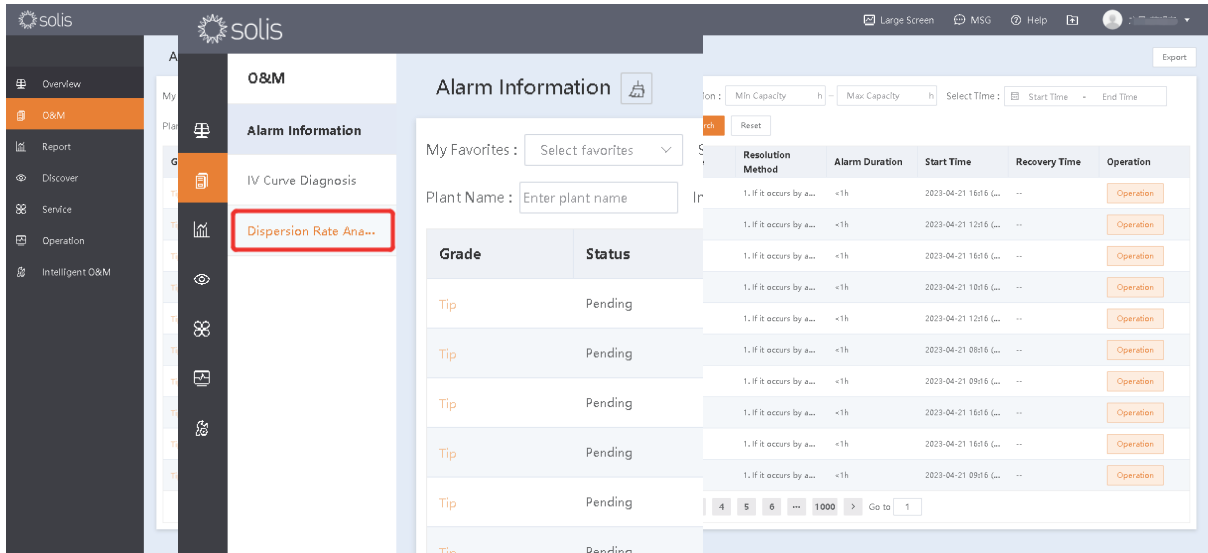 solis
Large Screen
MSG
Help
Overview
O&M
Report
Discover
Service
Operation
Intelligent O&M
solis
O&M
Alarm Information
IV Curve Diagnosis
Dispersion Rate Ana...
Alarm Information
My Favorites : Select favorites
Plant Name : Enter plant name
Grade Status
Tip Pending
Tip Pending
Tip Pending
Tip Pending
Tip Pending
Tip Pending
Export
Min Capacity h - Max Capacity h Select Time : Start Time - End Time
Reset
Resolution Method Alarm Duration Start Time Recovery Time Operation
1. If it occurs by a... <1h 2023-04-21 16:16 (... -- Operation
1. If it occurs by a... <1h 2023-04-21 12:16 (... -- Operation
1. If it occurs by a... <1h 2023-04-21 16:16 (... -- Operation
1. If it occurs by a... <1h 2023-04-21 10:16 (... -- Operation
1. If it occurs by a... <1h 2023-04-21 12:16 (... -- Operation
1. If it occurs by a... <1h 2023-04-21 08:16 (... -- Operation
1. If it occurs by a... <1h 2023-04-21 09:16 (... -- Operation
1. If it occurs by a... <1h 2023-04-21 16:16 (... -- Operation
1. If it occurs by a... <1h 2023-04-21 16:16 (... -- Operation
1. If it occurs by a... <1h 2023-04-21 09:16 (... -- Operation
4 5 6 ... 1000 > Go to 1